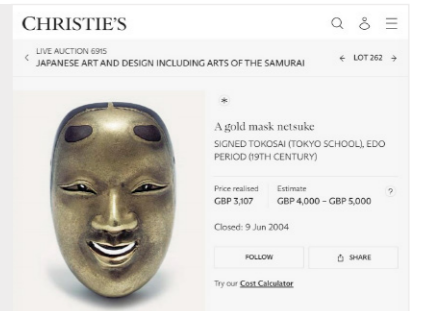 CHRISTIE'S
LIVE AUCTION 6915
JAPANESE ART AND DESIGN INCLUDING ARTS OF THE SAMURAI
LOT 262
*
A gold mask netsuke
SIGNED TOKOSAI (TOKYO SCHOOL), EDO
PERIOD (19TH CENTURY)
Price realised
Estimate
?
GBP 3,107
GBP 4,000 – GBP 5,000
Closed: 9 Jun 2004
FOLLOW
SHARE
Try our Cost Calculator